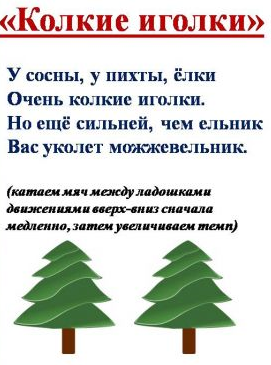 «Колкие иголки»
У сосны, у пихты, ёлки
Очень колкие иголки.
Но ещё сильней, чем ельник
Вас уколет можжевельник.
(катаем мяч между ладошками
движениями вверх-вниз сначала
медленно, затем увеличиваем темп)